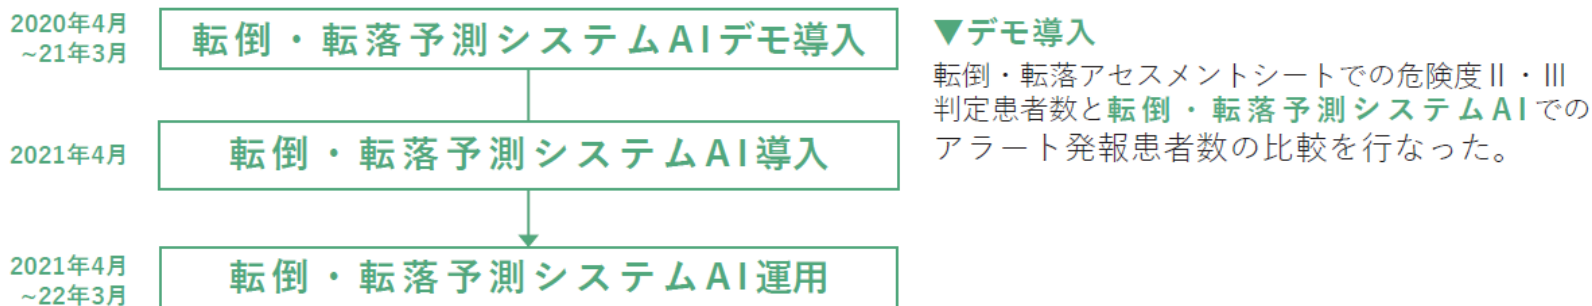 2020年4月
~21年3月
転倒・転落予測システムAIデモ導入
2021年4月
転倒・転落予測システムAI導入
2021年4月
~22年3月
転倒・転落予測システムAI運用
▼デモ導入
転倒・転落アセスメントシートでの危険度Ⅱ・Ⅲ
判定患者数と転倒・転落予測システムAIでの
アラート発報患者数の比較を行なった。